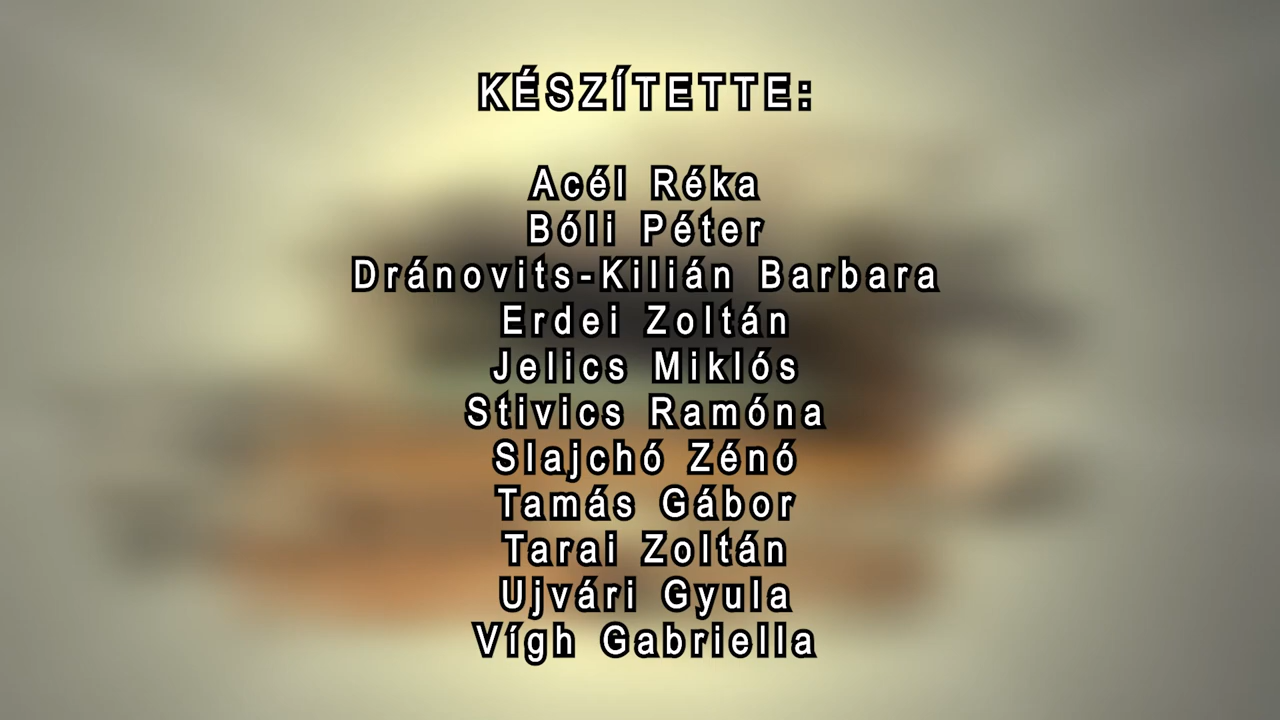 KÉSZÍTETTE:
Acél Réka
Bóli Péter
Dránovits-Kilián Barbara
Erdei Zoltán
Jelics Miklós
Stivics Ramóna
Slajchó Zénó
Tamás Gábor
Tarai Zoltán
Ujvári Gyula
Vígh Gabriella